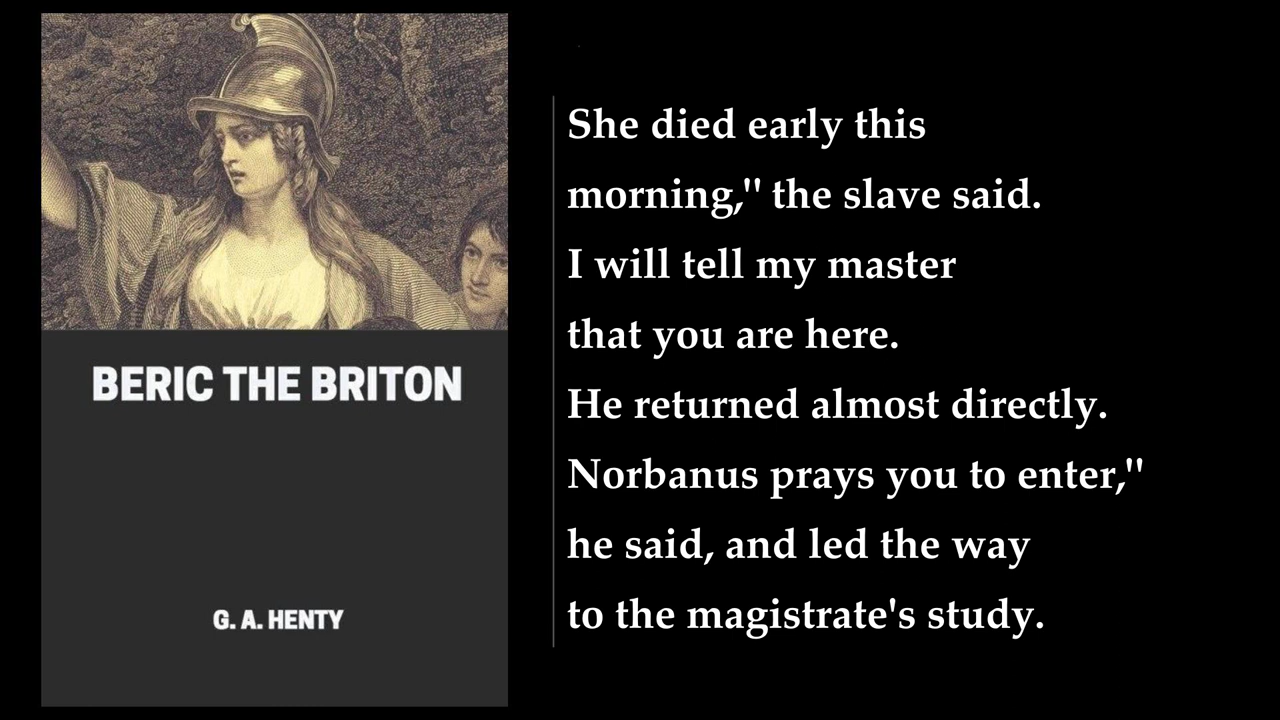 BERIC THE BRITON
G. A. HENTY
She died early this
morning," the slave said.
I will tell my master
that you are here.
He returned almost directly.
Norbanus prays you to enter,"
he said, and led the way
to the magistrate's study.